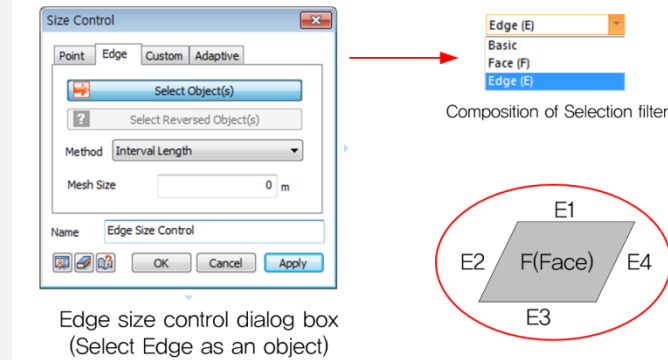 Size Control
Point Edge Custom Adaptive
Select Object(s)
Select Reversed Object(s)
Method Interval Length
Mesh Size 0 m
Name Edge Size Control
OK Cancel Apply
Edge size control dialog box
(Select Edge as an object)
Edge (E)
Basic
Face (F)
Edge (E)
Composition of Selection filter
E1
E2 F(Face) E4
E3